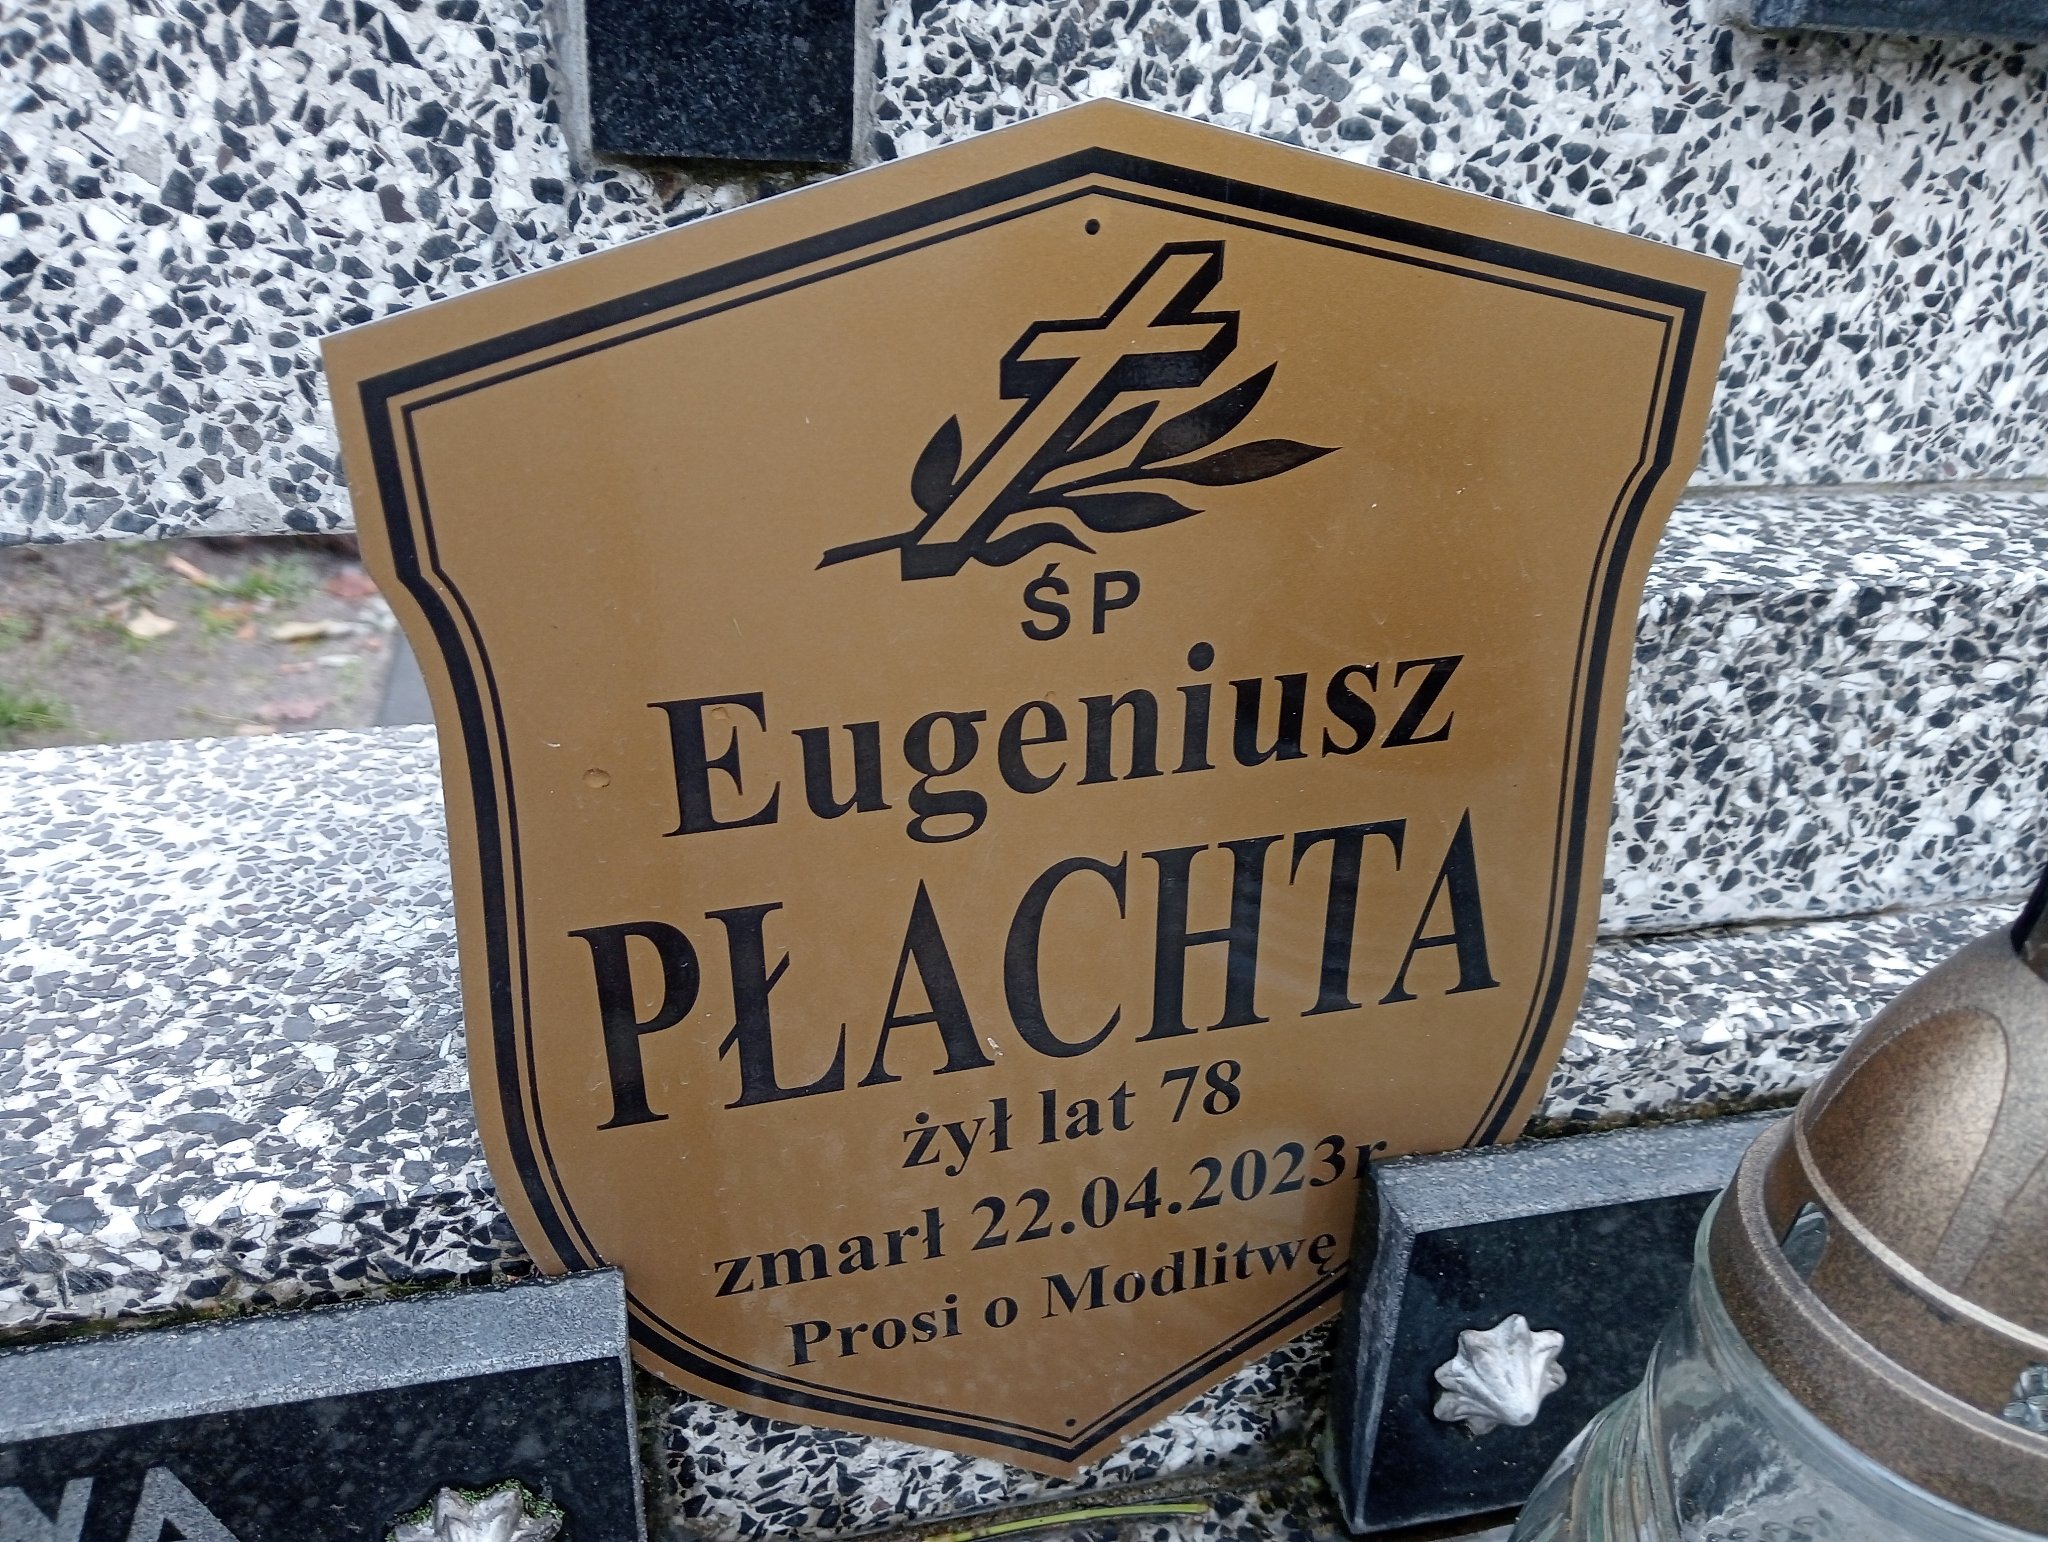 ŚP
Eugeniusz
PŁACHTA
żył lat 78
zmarł 22.04.2023r.
Prosi o Modlitwę